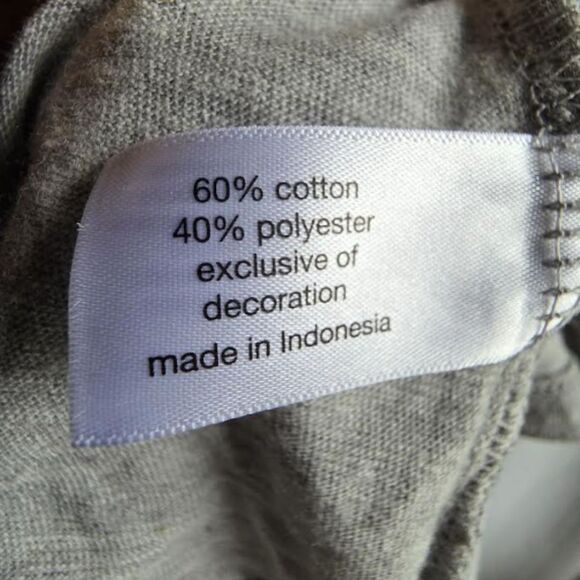 60% cotton
40% polyester
exclusive of
decoration
made in Indonesia